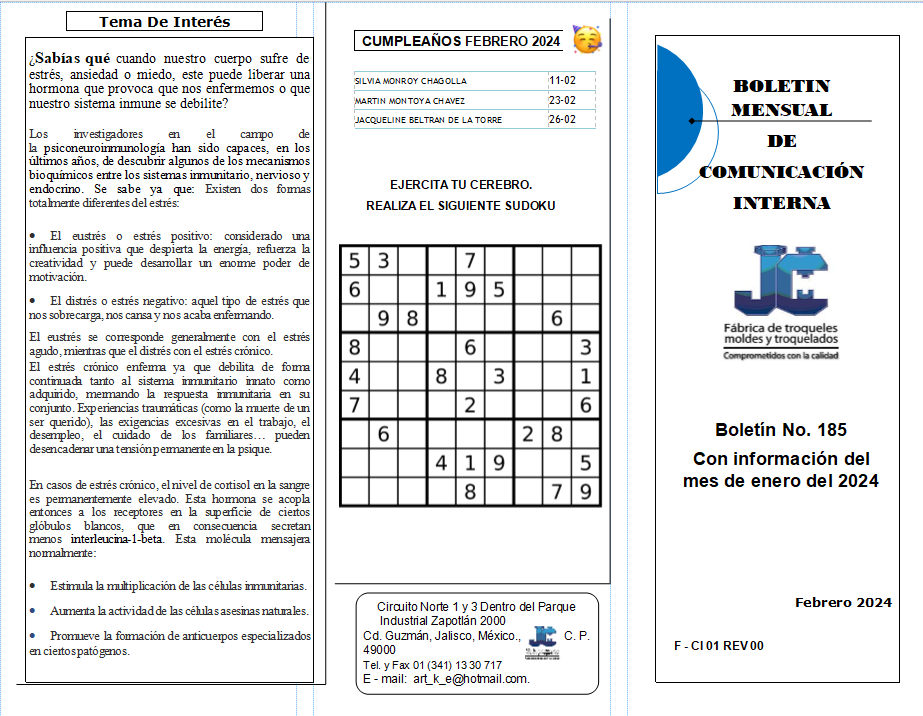 Tema De Interés
¿Sabías qué cuando nuestro cuerpo sufre de
estrés, ansiedad o miedo, este puede liberar una
hormona que provoca que nos enfermemos o que
nuestro sistema inmune se debilite?
Los investigadores en el campo de
la psiconeuroinmunología han sido capaces, en los
últimos años, de descubrir algunos de los mecanismos
bioquímicos entre los sistemas inmunitario, nervioso y
endocrino. Se sabe ya que: Existen dos formas
totalmente diferentes del estrés:
• El eustrés o estrés positivo: considerado una
influencia positiva que despierta la energía, refuerza la
creatividad y puede desarrollar un enorme poder de
motivación.
• El distrés o estrés negativo: aquel tipo de estrés que
nos sobrecarga, nos cansa y nos acaba enfermando.
El eustrés se corresponde generalmente con el estrés
agudo, mientras que el distrés con el estrés crónico.
El estrés crónico enferma ya que debilita de forma
continuada tanto al sistema inmunitario innato como
adquirido, mermando la respuesta inmunitaria en su
conjunto. Experiencias traumáticas (como la muerte de un
ser querido), las exigencias excesivas en el trabajo, el
desempleo, el cuidado de los familiares… pueden
desencadenar una tensión permanente en la psique.
En casos de estrés crónico, el nivel de cortisol en la sangre
es permanentemente elevado. Esta hormona se acopla
entonces a los receptores en la superficie de ciertos
glóbulos blancos, que en consecuencia secretan
menos interleucina-1-beta. Esta molécula mensajera
normalmente:
• Estimula la multiplicación de las células inmunitarias.
• Aumenta la actividad de las células asesinas naturales.
• Promueve la formación de anticuerpos especializados
en ciertos patógenos.
CUMPLEAÑOS FEBRERO 2024
SILVIA MONROY CHAGOLLA 11-02
MARTIN MONTOYA CHAVEZ 23-02
JACQUELINE BELTRAN DE LA TORRE 26-02
EJERCITA TU CEREBRO.
REALIZA EL SIGUIENTE SUDOKU
5 3 7
6 1 9 5
9 8 6
8 6 3
4 8 3 1
7 2 6
6 2 8
4 1 9 5
8 7 9
Circuito Norte 1 y 3 Dentro del Parque
Industrial Zapotlán 2000
Cd. Guzmán, Jalisco, México., C. P.
49000
Tel. y Fax 01 (341) 13 30 717
E - mail: art_k_e@hotmail.com.
BOLETIN
MENSUAL
DE
COMUNICACIÓN
INTERNA
Fábrica de troqueles
moldes y troquelados
Comprometidos con la calidad
Boletín No. 185
Con información del
mes de enero del 2024
Febrero 2024
F - CI 01 REV 00